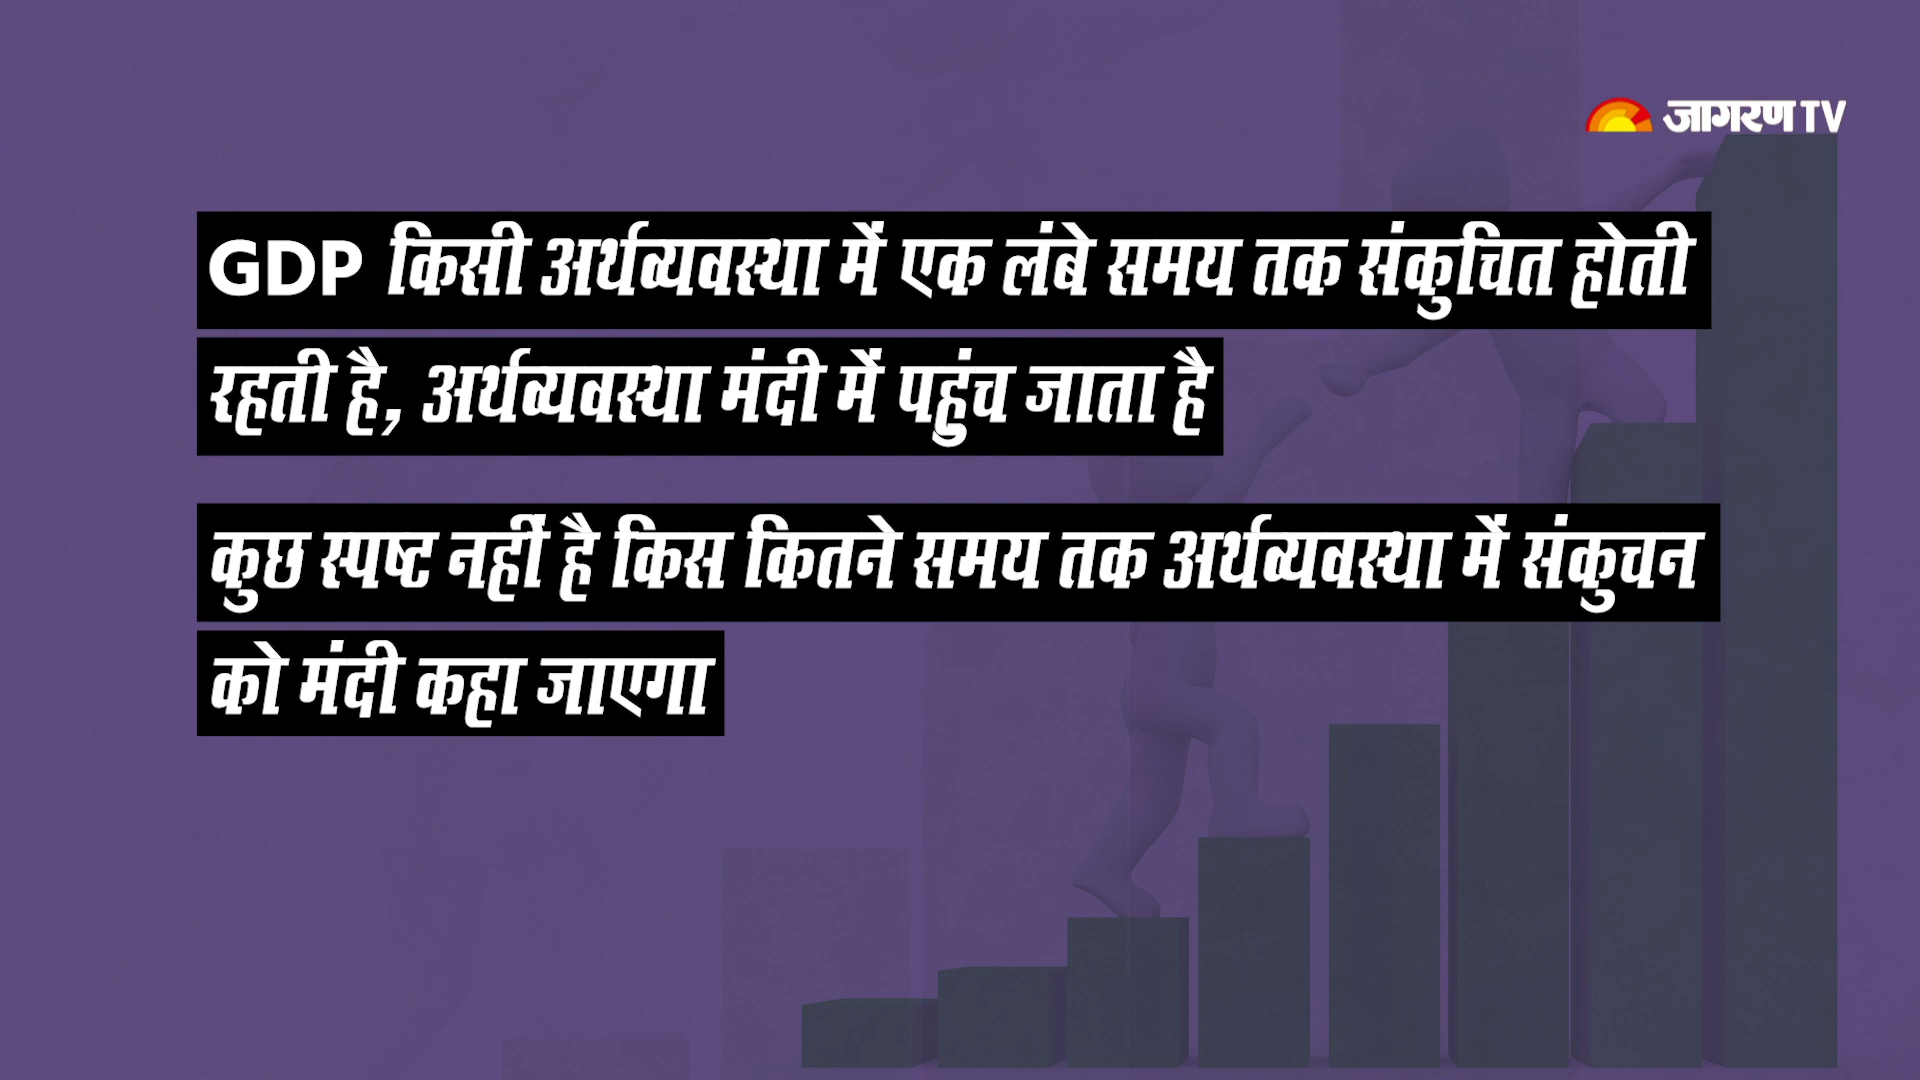 जागरण TV
GDP किसी अर्थव्यवस्था में एक लंबे समय तक संकुचित होती
रहती है, अर्थव्यवस्था मंदी में पहुंच जाता है
कुछ स्पष्ट नहीं है किस कितने समय तक अर्थव्यवस्था में संकुचन
को मंदी कहा जाएगा